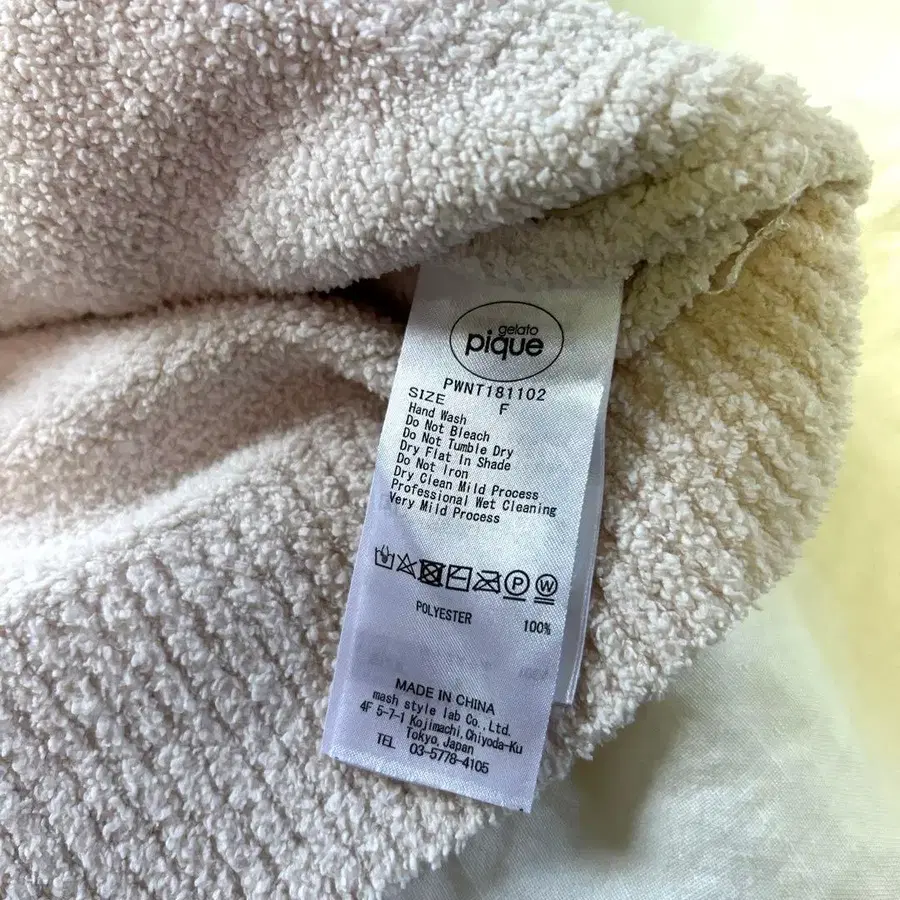 gelato
pique
PWNT181102
SIZE F
Hand Wash
Do Not Bleach
Do Not Tumble Dry
Dry Flat In Shade
Do Not Iron
Dry Clean Mild Process
Professional Wet Cleaning
Very Mild Process
P W
POLYESTER 100%
MADE IN CHINA
mash style lab Co.,Ltd.
4F 5-7-1 Kojimachi,Chiyoda-Ku
Tokyo,Japan
TEL 03-5778-4105